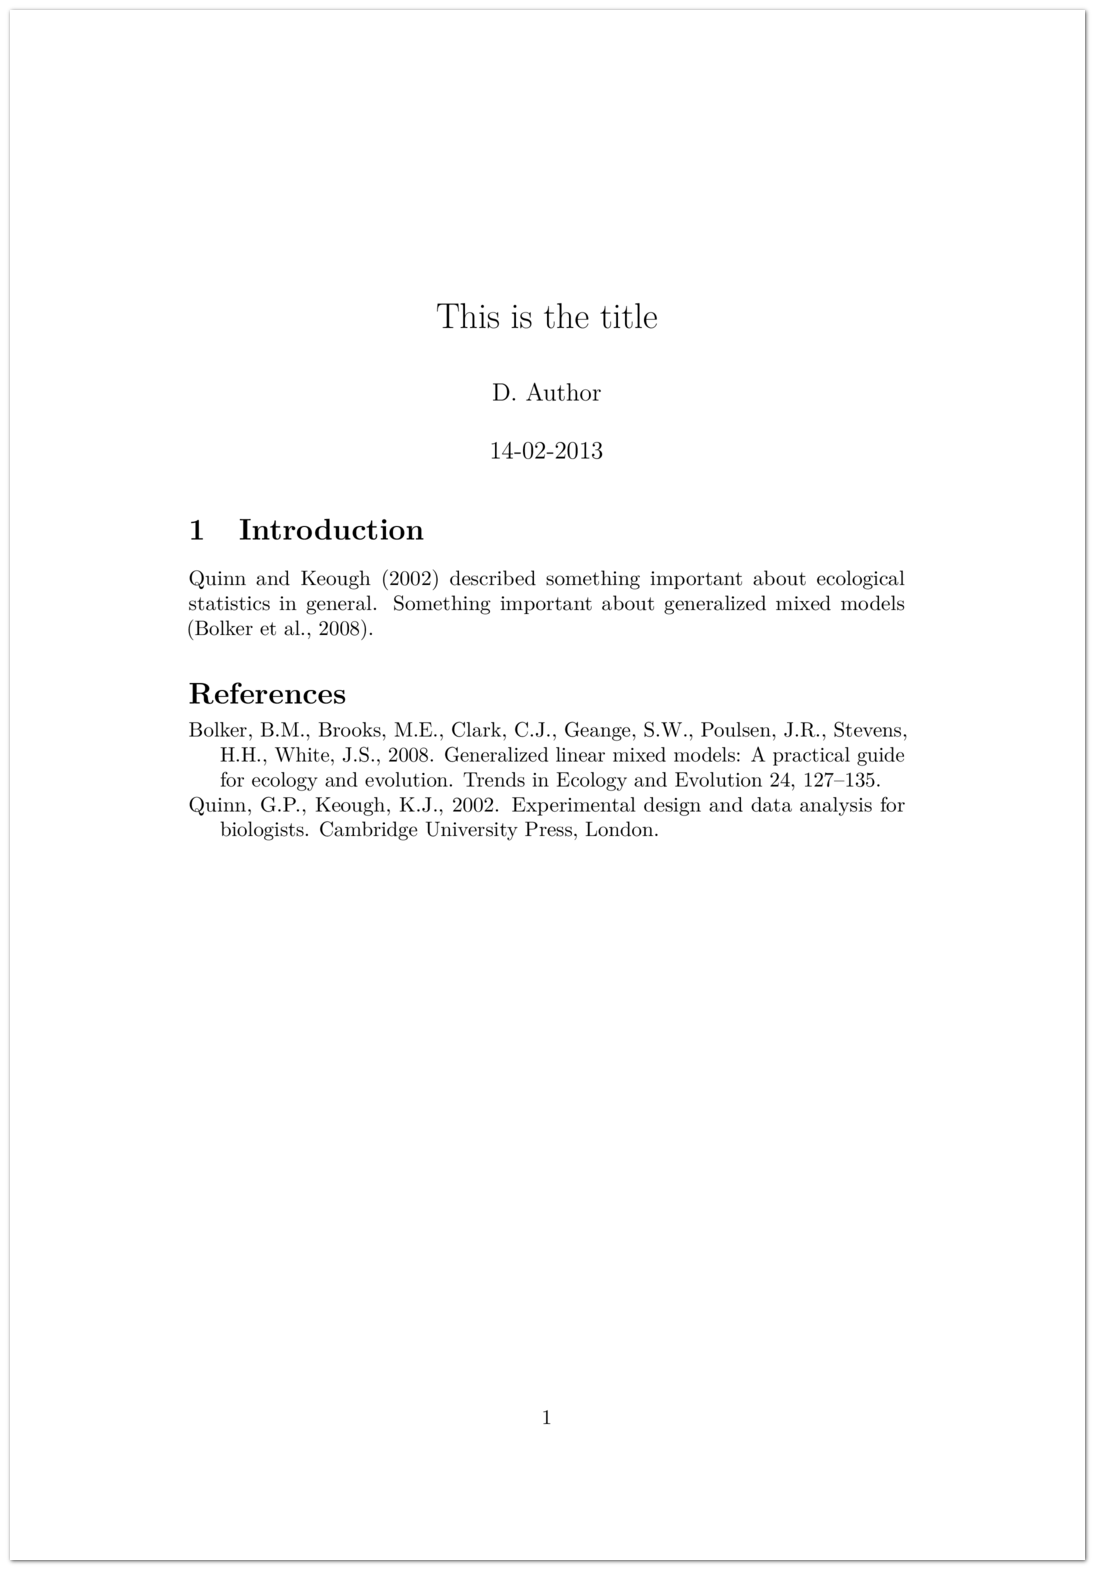 This is the title
D. Author
14-02-2013
1 Introduction
Quinn and Keough (2002) described something important about ecological
statistics in general. Something important about generalized mixed models
(Bolker et al., 2008).
References
Bolker, B.M., Brooks, M.E., Clark, C.J., Geange, S.W., Poulsen, J.R., Stevens,
H.H., White, J.S., 2008. Generalized linear mixed models: A practical guide
for ecology and evolution. Trends in Ecology and Evolution 24, 127–135.
Quinn, G.P., Keough, K.J., 2002. Experimental design and data analysis for
biologists. Cambridge University Press, London.
1